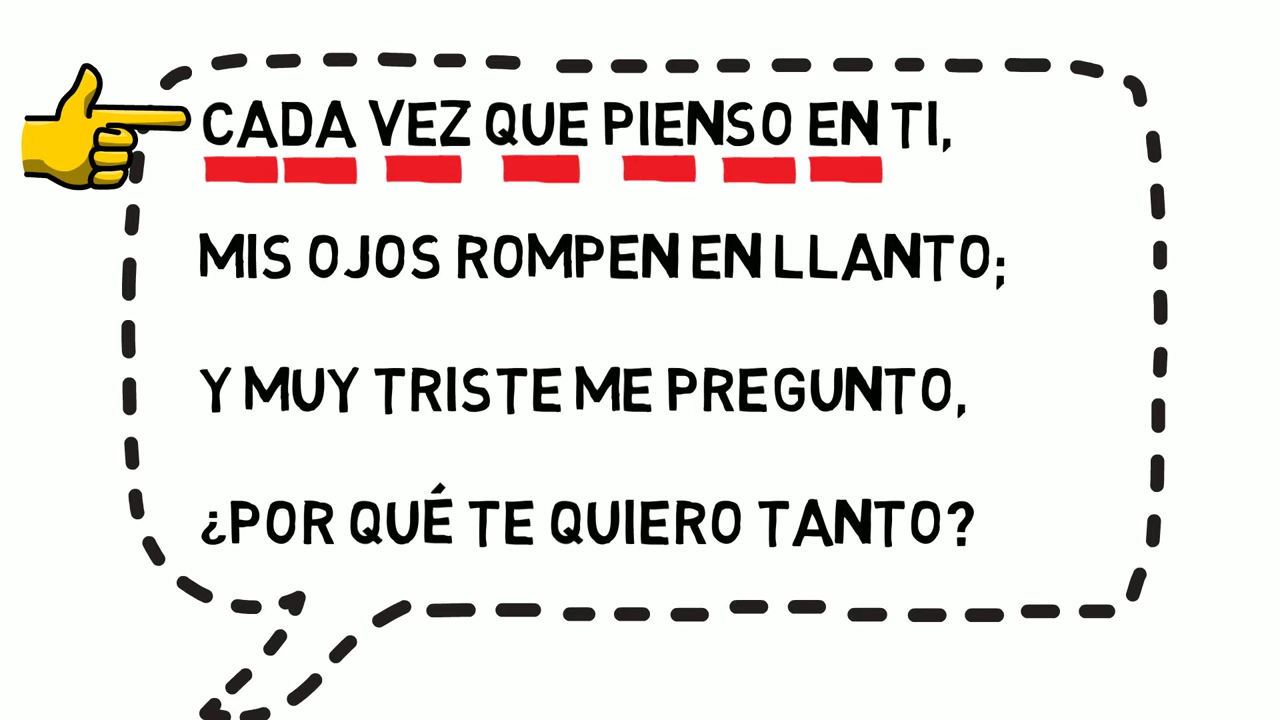 CADA VEZ QUE PIENSO EN TI,
MIS OJOS ROMPEN EN LLANTO;
Y MUY TRISTE ME PREGUNTO,
¿POR QUÉ TE QUIERO TANTO?